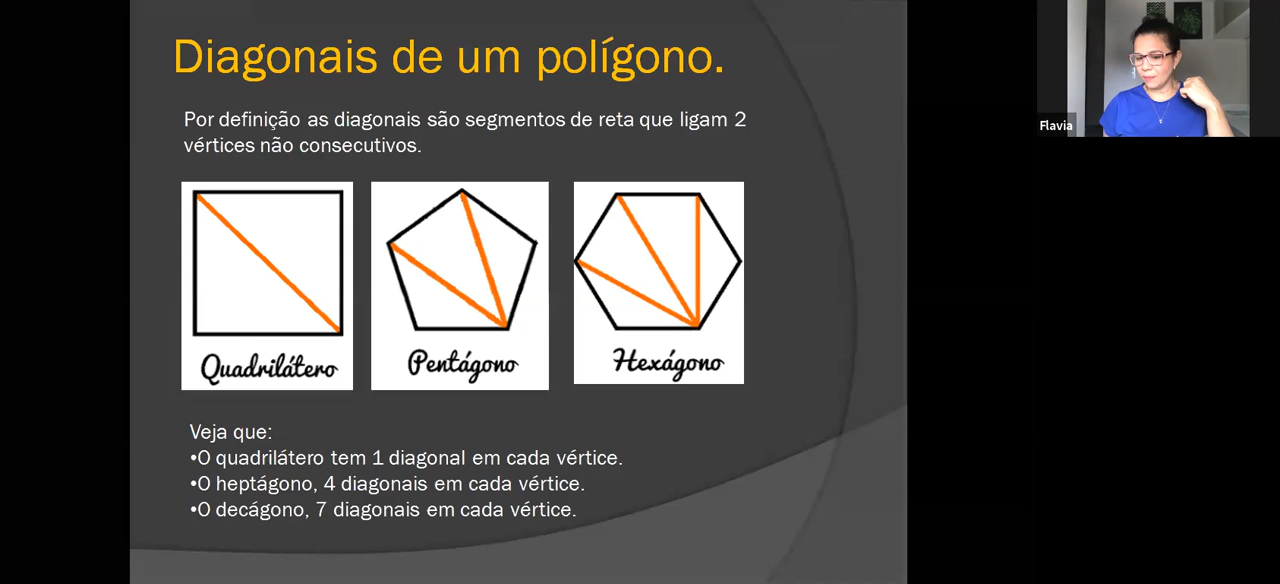 Diagonais de um polígono.
Flavia
Por definição as diagonais são segmentos de reta que ligam 2
vértices não consecutivos.
Quadrilátero
Pentágono
Hexágono
Veja que:
•O quadrilátero tem 1 diagonal em cada vértice.
•O heptágono, 4 diagonais em cada vértice.
•O decágono, 7 diagonais em cada vértice.